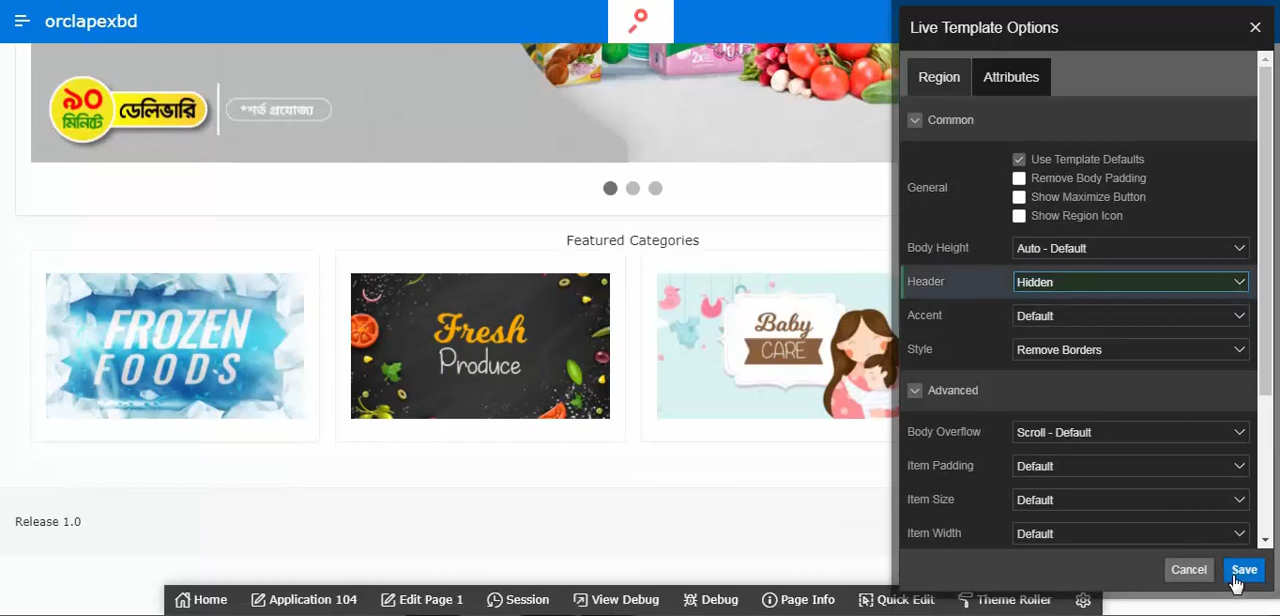 orclapexbd
৯০
মিনিটে
ডেলিভারি
*শর্ত প্রযোজ্য
2x
Featured Categories
FROZEN
FOODS
Fresh
Produce
Baby
CARE
Release 1.0
Live Template Options
Region
Attributes
Common
General
Use Template Defaults
Remove Body Padding
Show Maximize Button
Show Region Icon
Body Height
Auto - Default
Header
Hidden
Accent
Default
Style
Remove Borders
Advanced
Body Overflow
Scroll - Default
Item Padding
Default
Item Size
Default
Item Width
Default
Cancel
Save
Home
Application 104
Edit Page 1
Session
View Debug
Debug
Page Info
Quick Edit
Theme Roller